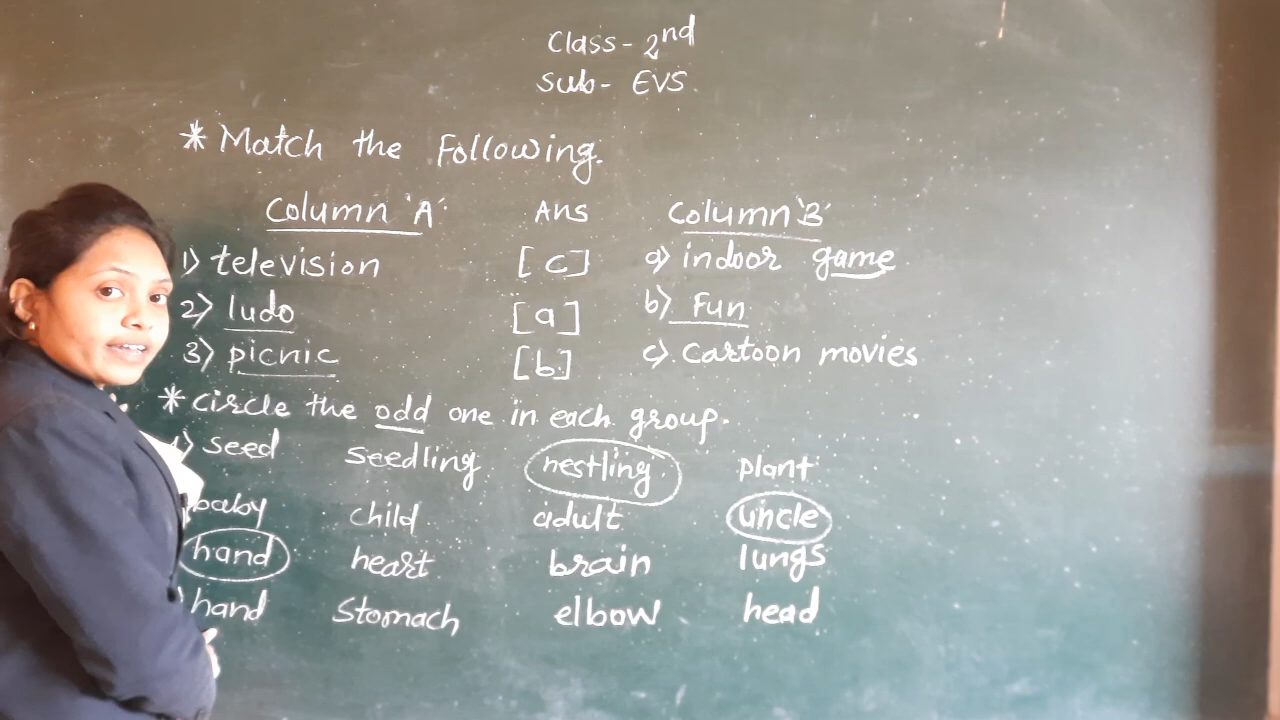 Class - 2nd
Sub - EVS
* Match the Following.
Column 'A' Ans Column 'B'
1) television [c] a) indoor game
2) ludo [a] b) Fun
3) picnic [b] c) cartoon movies
* circle the odd one in each group.
1) seed seedling nestling plant
baby child adult uncle
hand heart brain lungs
hand stomach elbow head